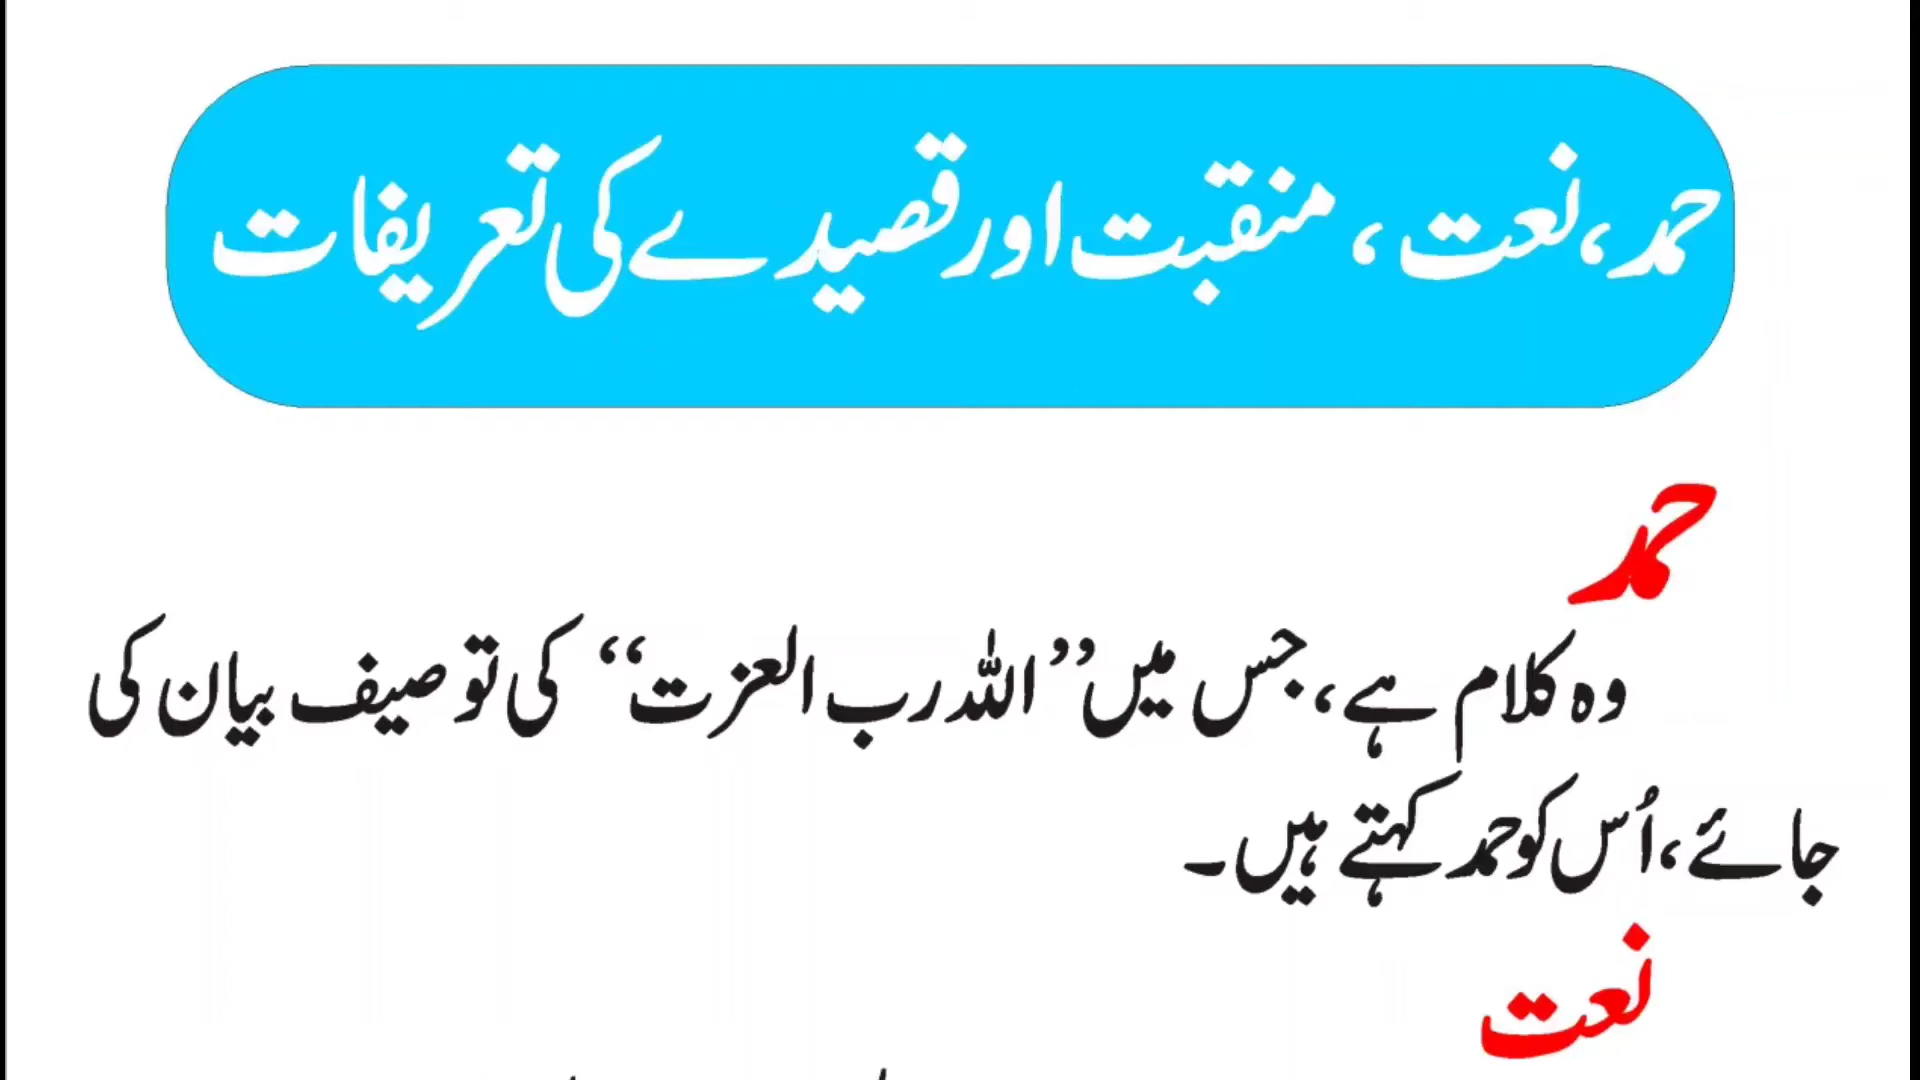 حمد، نعت، منقبت اور قصیدے کی تعریفات
حمد
وہ کلام ہے، جس میں ”اللہ رب العزت“ کی توصیف بیان کی
جائے، اُس کو حمد کہتے ہیں۔
نعت